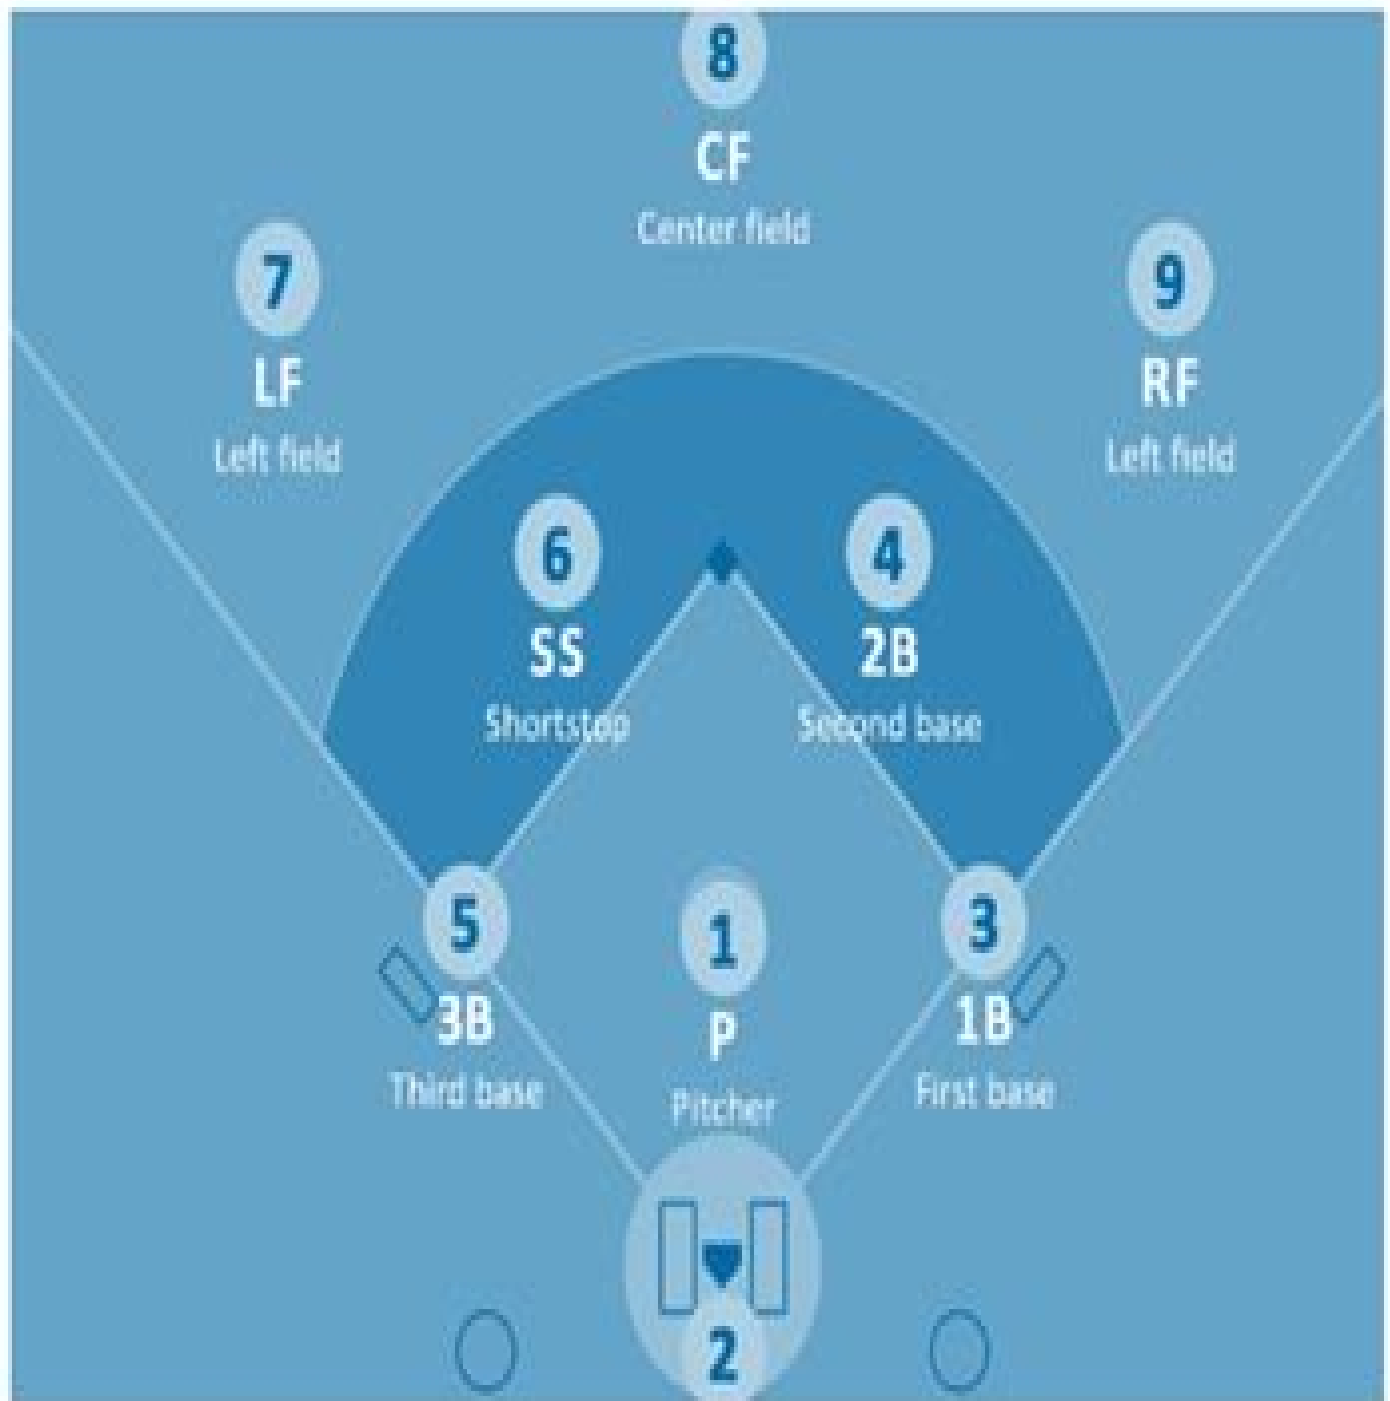 8
CF
Center field
7
LF
Left field
9
RF
Left field
6
SS
Shortstop
4
2B
Second base
5
3B
Third base
1
P
Pitcher
3
1B
First base
2